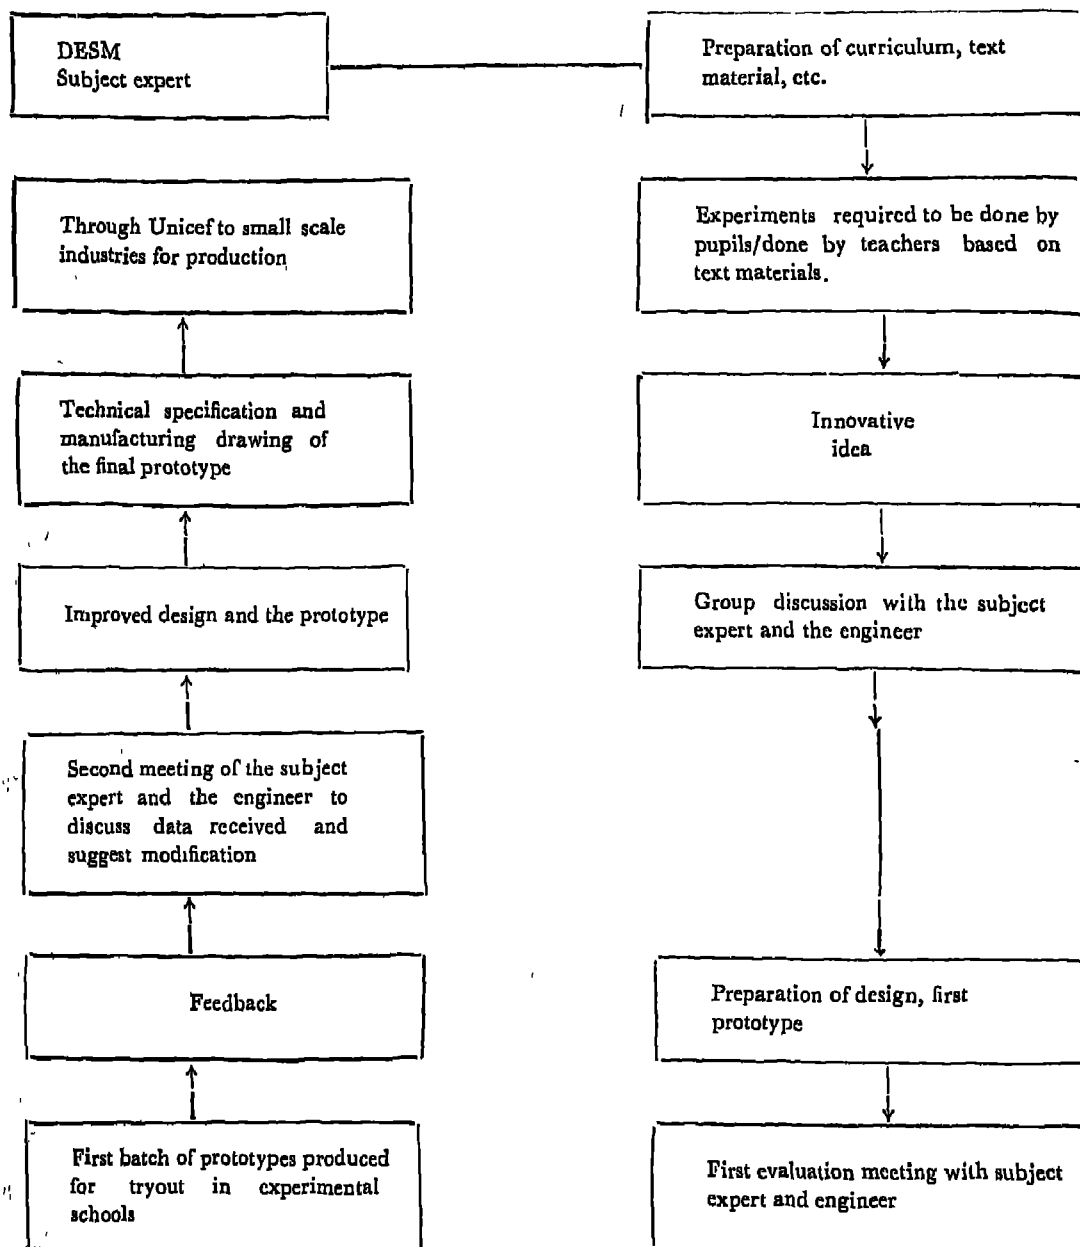 DESM
Subject expert
Preparation of curriculum, text
material, etc.
Through Unicef to small scale
industries for production
Experiments required to be done by
pupils/done by teachers based on
text materials.
Technical specification and
manufacturing drawing of
the final prototype
Innovative
idea
Improved design and the prototype
Group discussion with the subject
expert and the engineer
Second meeting of the subject
expert and the engineer to
discuss data received and
suggest modification
Feedback
Preparation of design, first
prototype
First batch of prototypes produced
for tryout in experimental
schools
First evaluation meeting with subject
expert and engineer